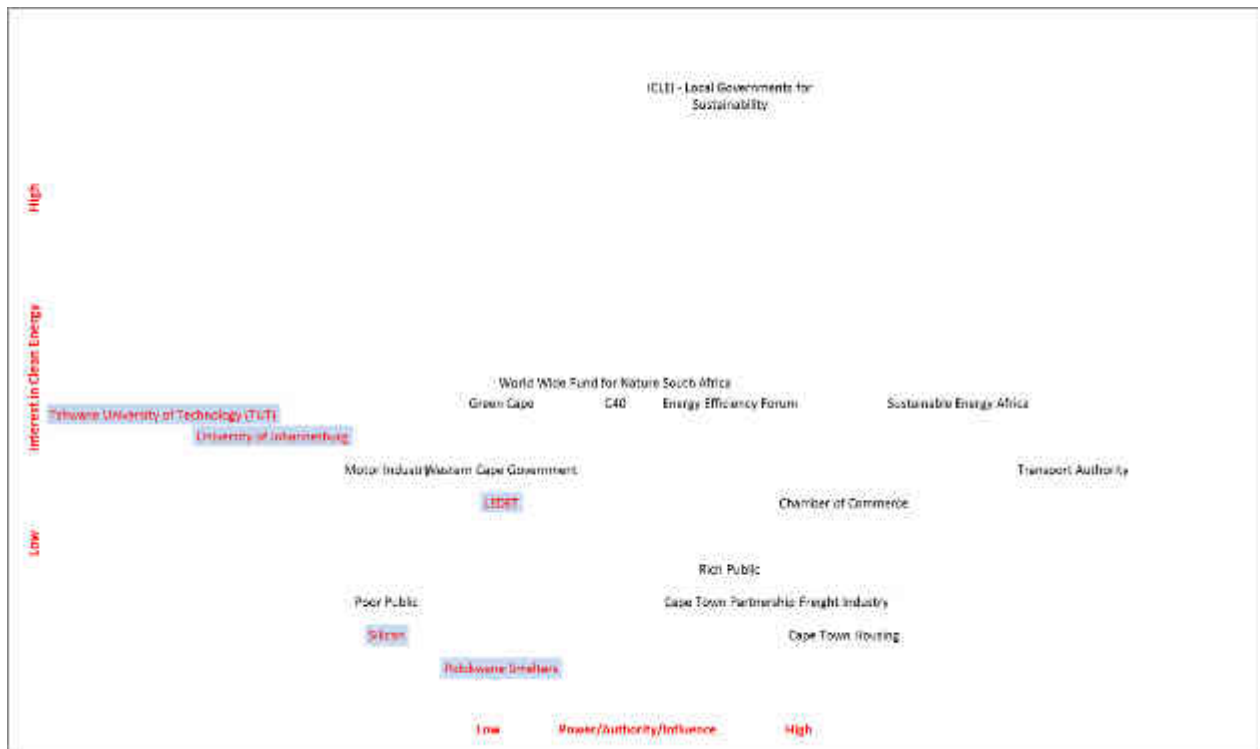 ICLEI - Local Governments for
Sustainability
High
Interest in Clean Energy
Low
World Wide Fund for Nature South Africa
Green Cape
C40
Energy Efficiency Forum
Sustainable Energy Africa
Tshwane University of Technology (TUT)
University of Johannesburg
Motor Industry
Western Cape Government
Transport Authority
LEDET
Chamber of Commerce
Rich Public
Poor Public
Cape Town Partnership
Freight Industry
Silicon
Cape Town Housing
Polokwane Smelters
Low
Power/Authority/Influence
High